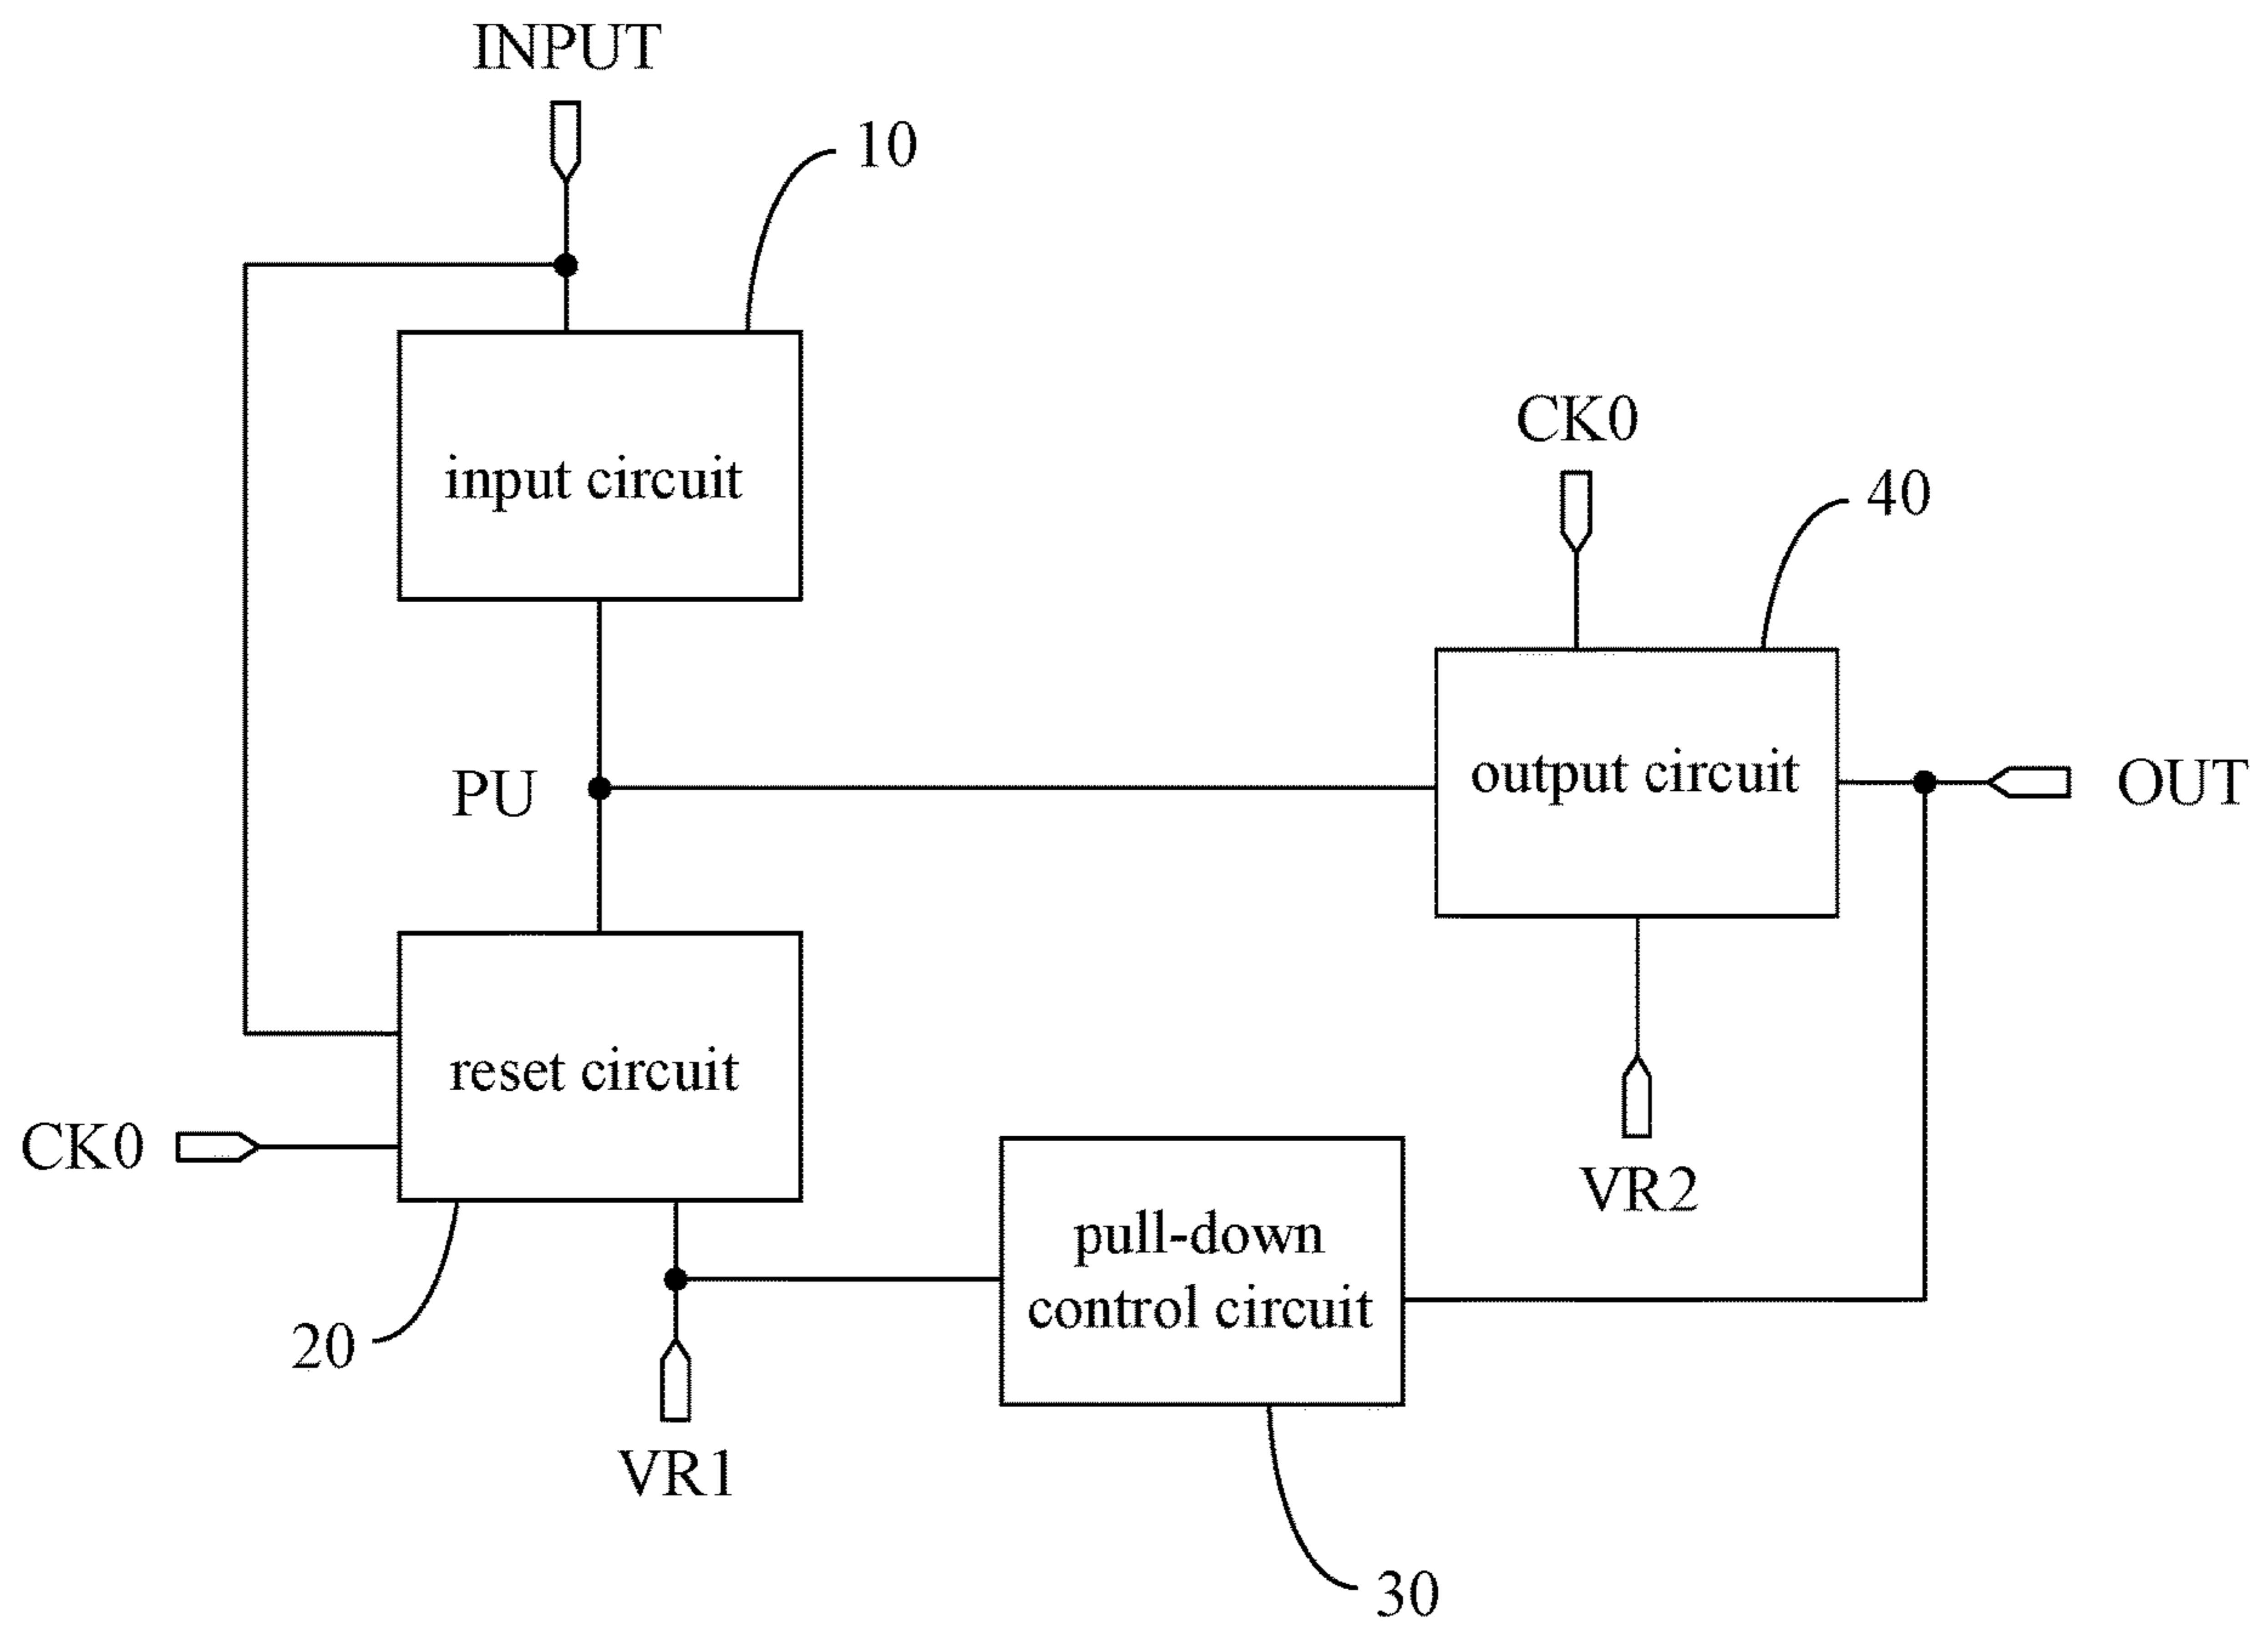 INPUT
10
input circuit
CK0
40
PU
output circuit
OUT
reset circuit
CK0
VR2
pull-down
control circuit
20
VR1
30